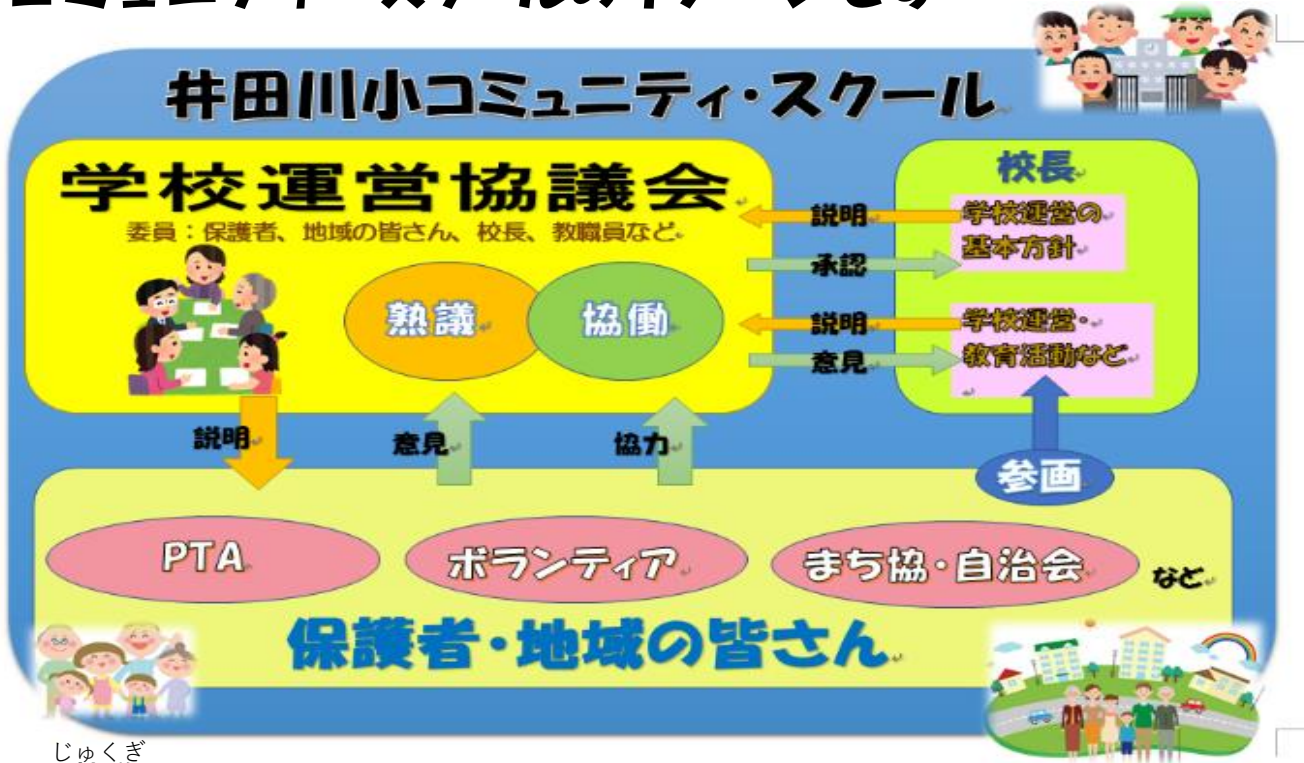 井田川小コミュニティ・スクール
学校運営協議会
委員：保護者、地域の皆さん、校長、教職員など
熟議
協働
校長
説明
学校運営の
基本方針
承認
説明
学校運営・
教育活動など
意見
説明
意見
協力
参画
PTA
ボランティア
まち協・自治会
など
保護者・地域の皆さん
じゅくぎ